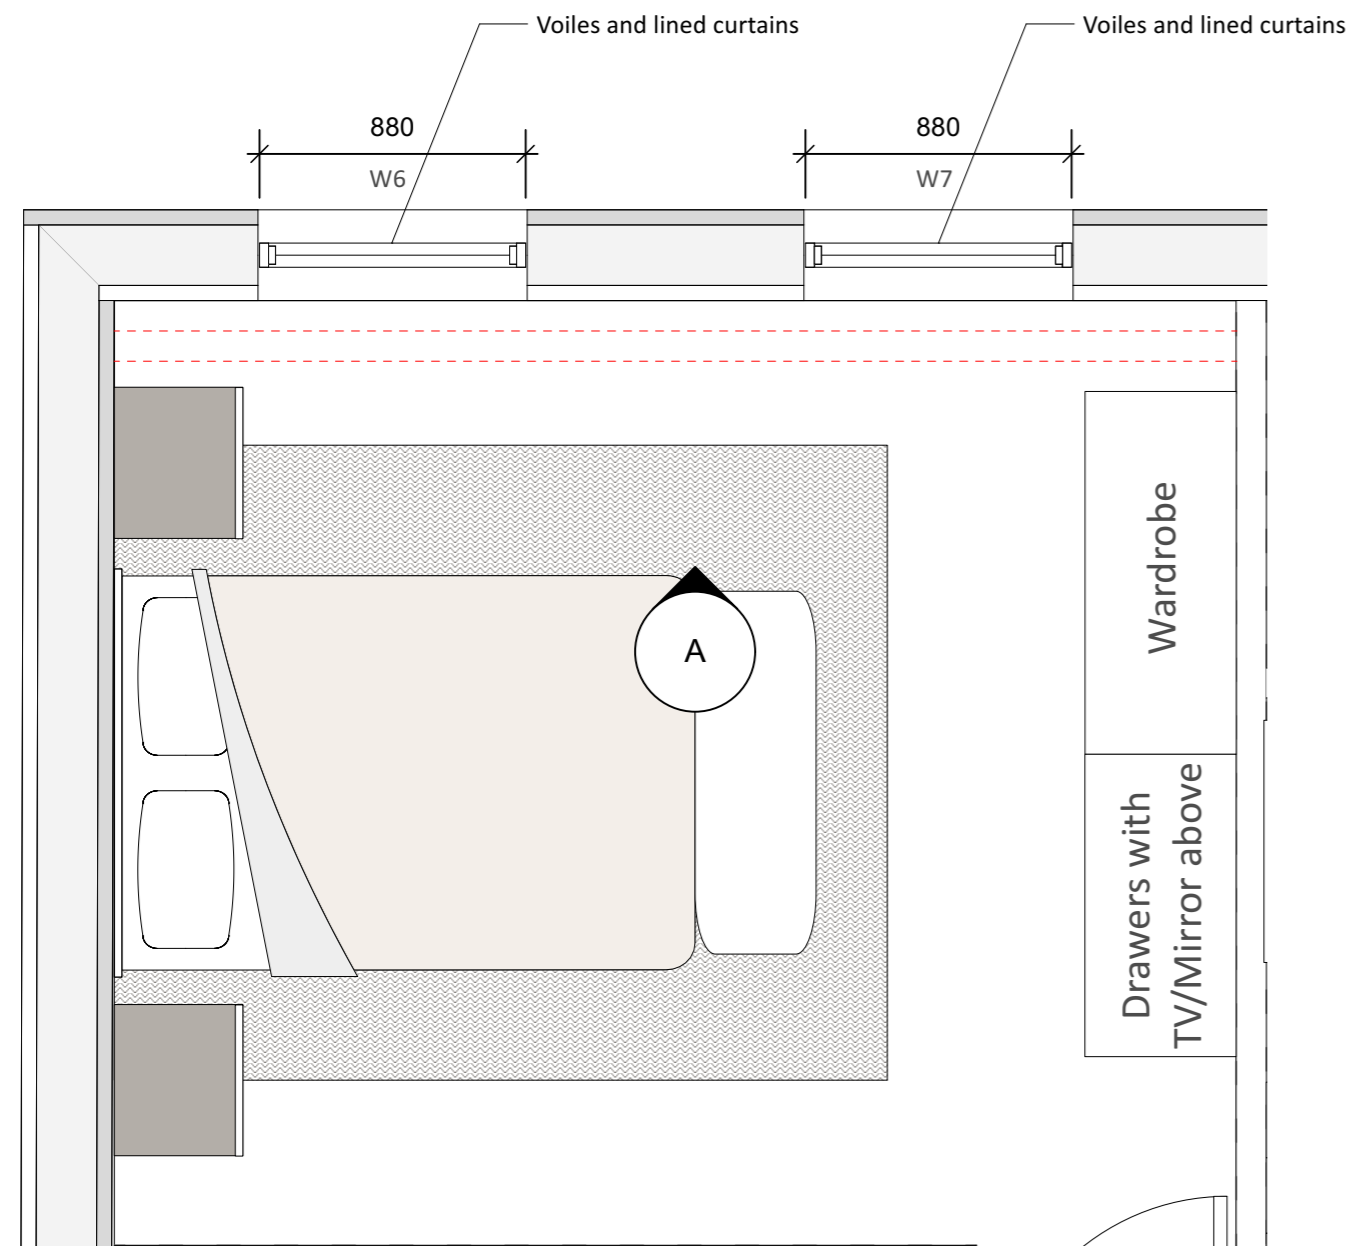 Voiles and lined curtains
Voiles and lined curtains
880
880
W6
W7
A
Wardrobe
Drawers with
TV/Mirror above